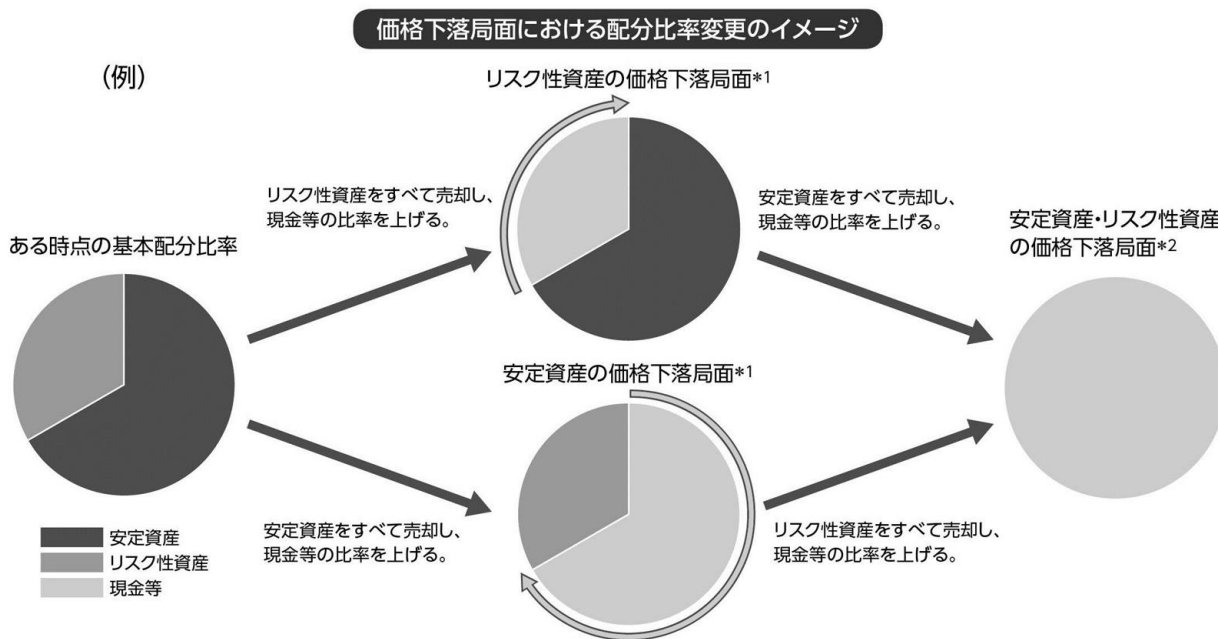 価格下落局面における配分比率変更のイメージ
(例)
リスク性資産の価格下落局面*1
リスク性資産をすべて売却し、
現金等の比率を上げる。
安定資産をすべて売却し、
現金等の比率を上げる。
安定資産・リスク性資産
の価格下落局面*2
ある時点の基本配分比率
安定資産の価格下落局面*1
安定資産をすべて売却し、
現金等の比率を上げる。
リスク性資産をすべて売却し、
現金等の比率を上げる。
安定資産
リスク性資産
現金等